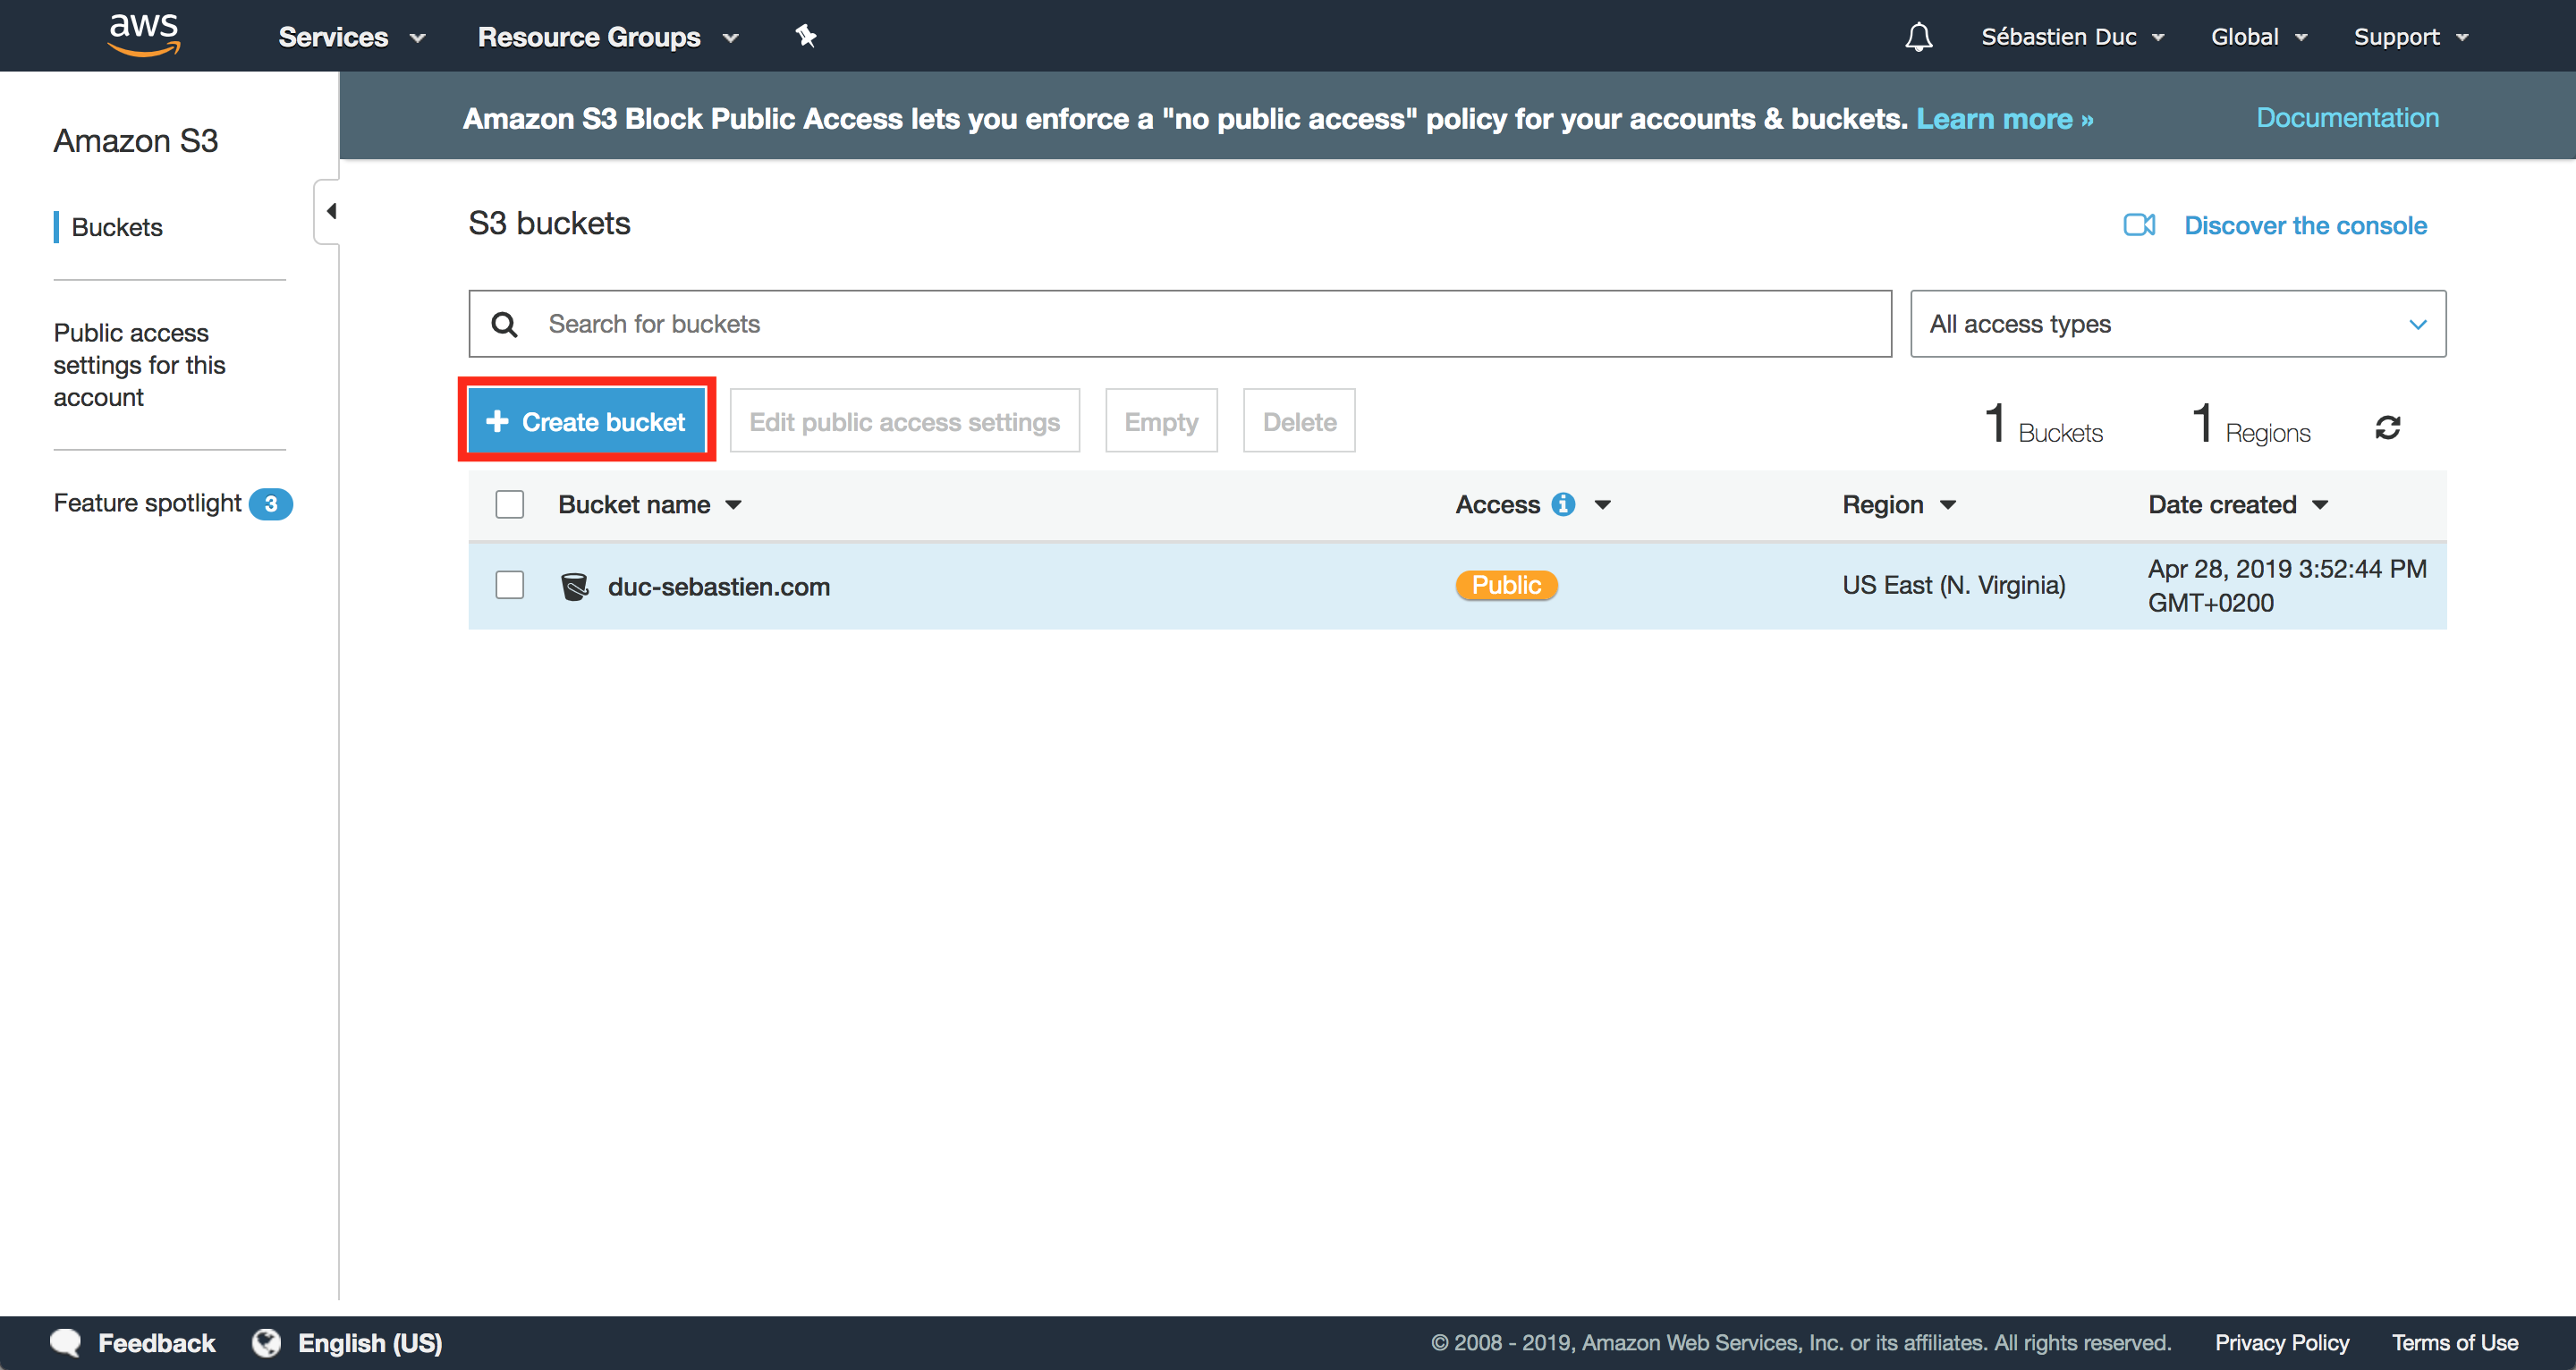 aws
Services
Resource Groups
Sébastien Duc
Global
Support
Amazon S3 Block Public Access lets you enforce a "no public access" policy for your accounts & buckets. Learn more »
Documentation
Amazon S3
Buckets
Public access
settings for this
account
Feature spotlight 3
S3 buckets
Discover the console
Search for buckets
All access types
Create bucket
Edit public access settings
Empty
Delete
1 Buckets
1 Regions
Bucket name
Access
Region
Date created
duc-sebastien.com
Public
US East (N. Virginia)
Apr 28, 2019 3:52:44 PM
GMT+0200
Feedback
English (US)
© 2008 - 2019, Amazon Web Services, Inc. or its affiliates. All rights reserved.
Privacy Policy
Terms of Use